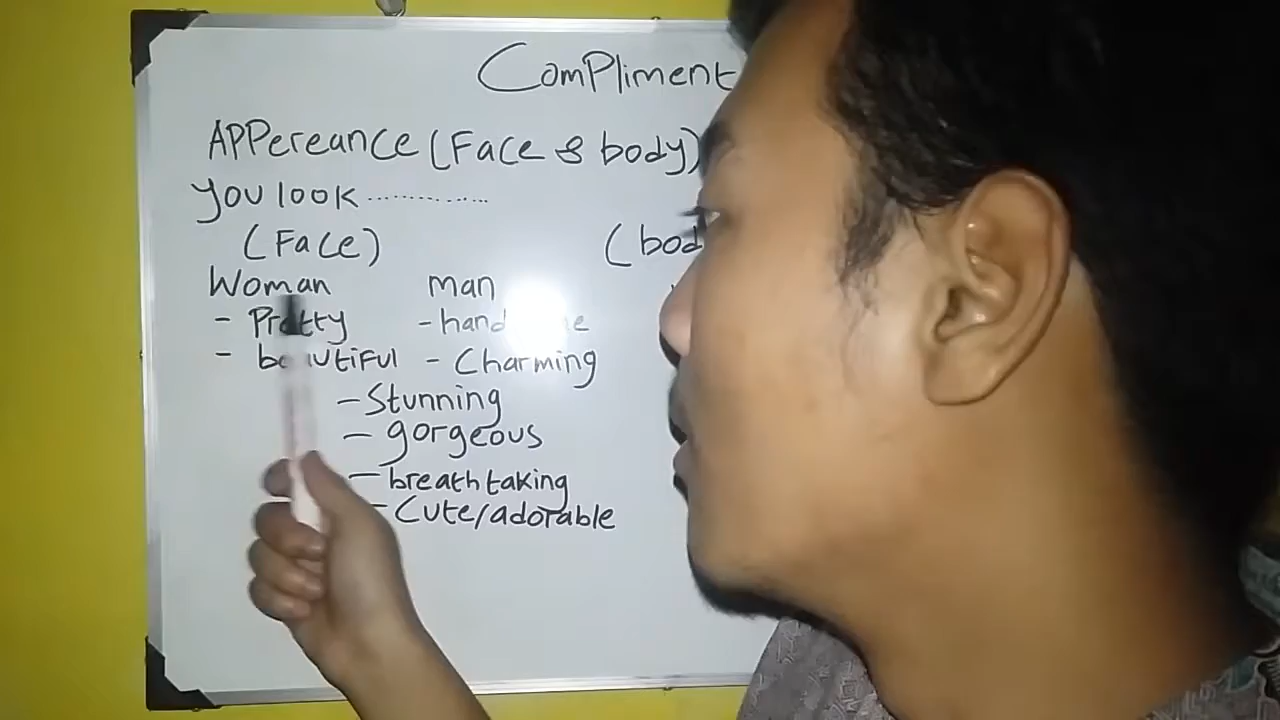 Compliment
Appereance (Face & body)
You look ..............
(Face) (bod
Woman man
- Pretty
- beautiful - Charming
- Stunning
- gorgeous
- breathtaking
- Cute/adorable